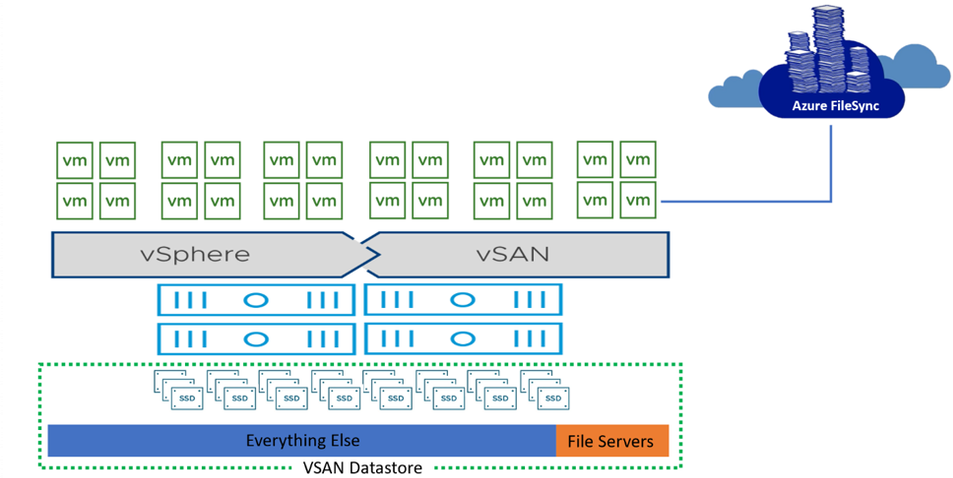 Azure FileSync
vm vm vm vm vm vm vm vm vm vm vm vm
vm vm vm vm vm vm vm vm vm vm vm vm
vSphere vSAN
SSD SSD SSD SSD SSD SSD SSD SSD
Everything Else File Servers
VSAN Datastore